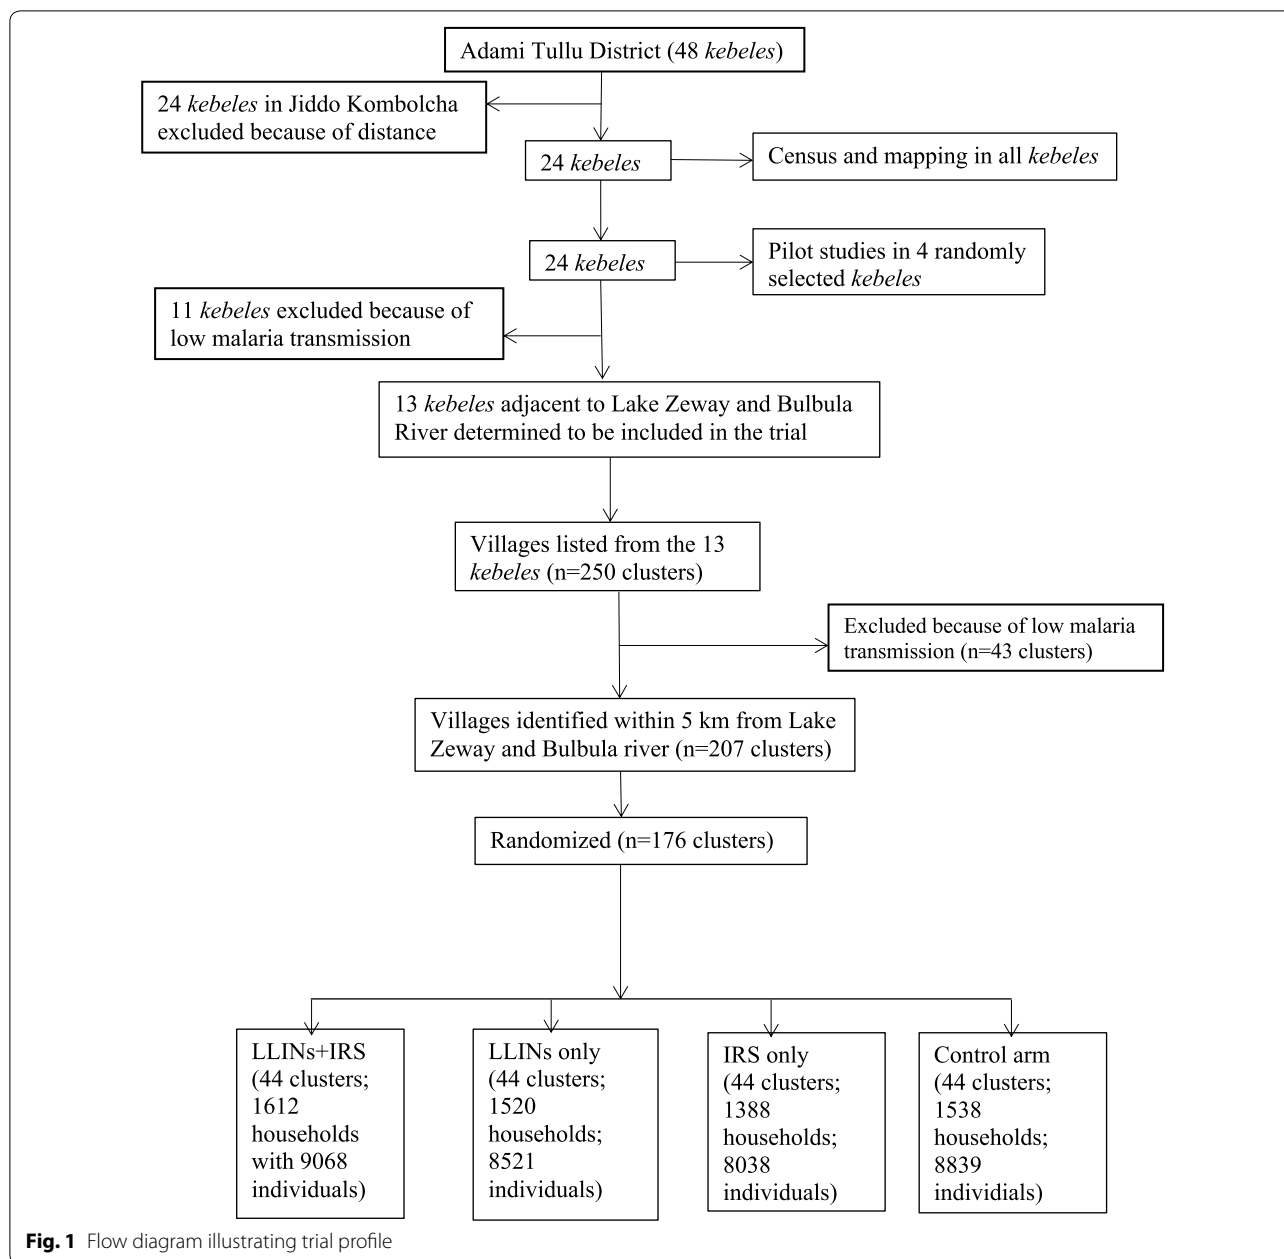 Adami Tullu District (48 kebeles)
24 kebeles in Jiddo Kombolcha
excluded because of distance
24 kebeles
Census and mapping in all kebeles
24 kebeles
Pilot studies in 4 randomly
selected kebeles
11 kebeles excluded because of
low malaria transmission
13 kebeles adjacent to Lake Zeway and Bulbula
River determined to be included in the trial
Villages listed from the 13
kebeles (n=250 clusters)
Excluded because of low malaria
transmission (n=43 clusters)
Villages identified within 5 km from Lake
Zeway and Bulbula river (n=207 clusters)
Randomized (n=176 clusters)
LLINs+IRS
(44 clusters;
1612
households
with 9068
individuals)
LLINs only
(44 clusters;
1520
households;
8521
individuals)
IRS only
(44 clusters;
1388
households;
8038
individuals)
Control arm
(44 clusters;
1538
households;
8839
individials)
Fig. 1 Flow diagram illustrating trial profile